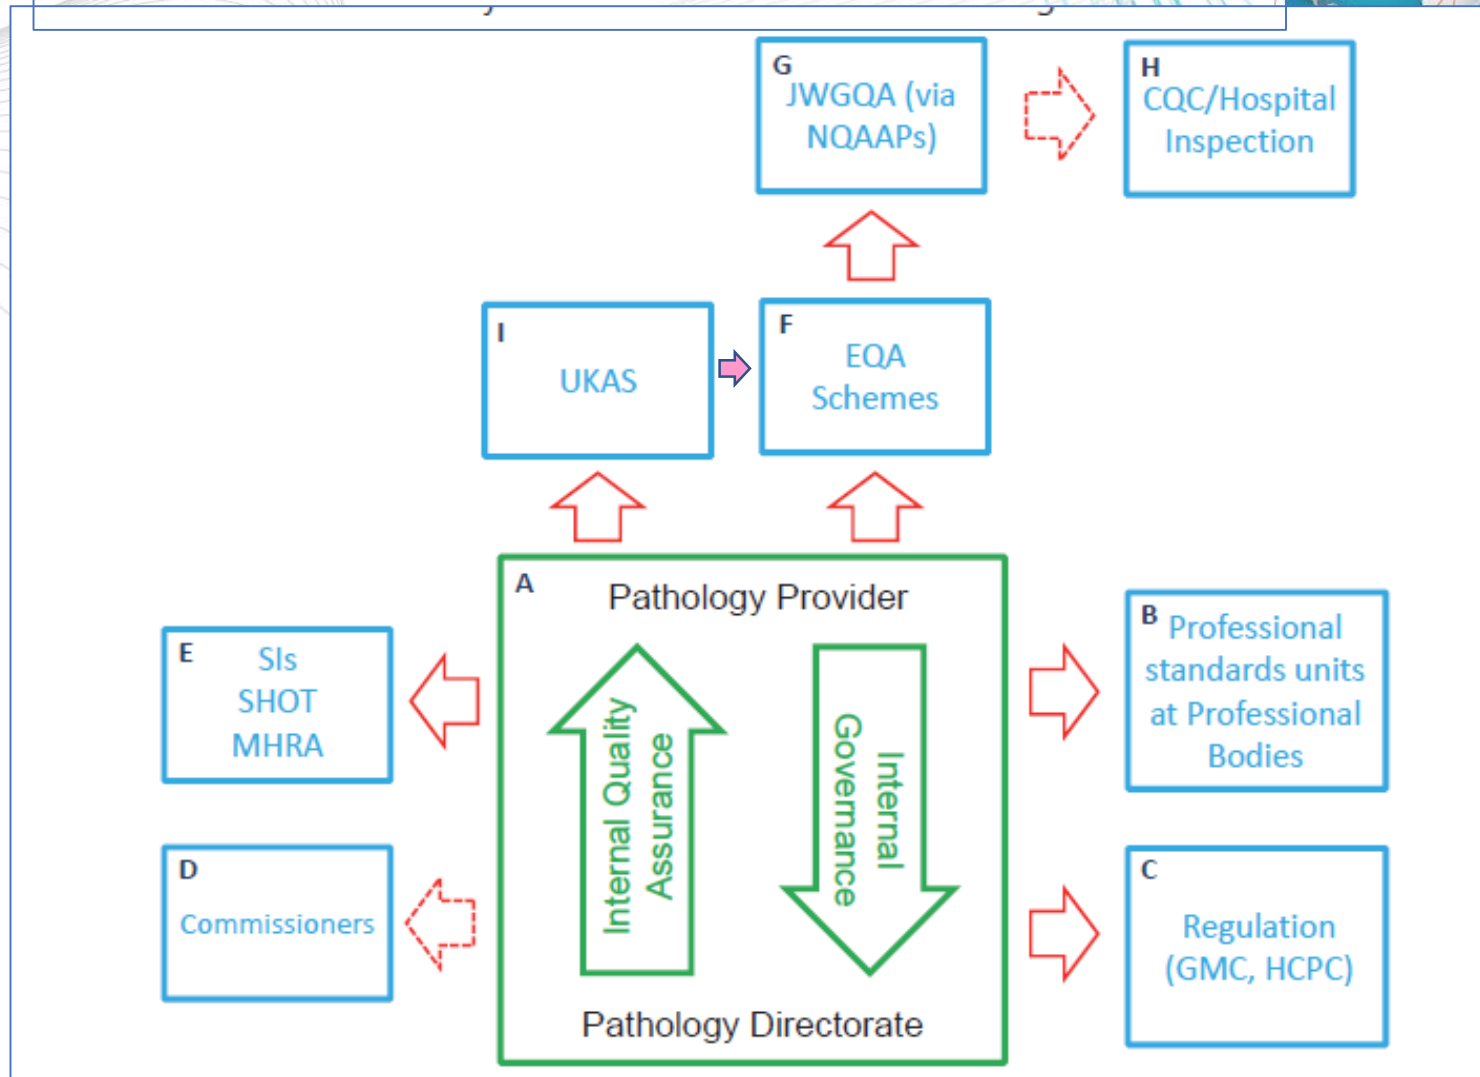 G
JWGQA (via
NQAAPs)
H
CQC/Hospital
Inspection
I
UKAS
F
EQA
Schemes
A
Pathology Provider
Internal Quality
Assurance
Internal
Governance
Pathology Directorate
E
SIs
SHOT
MHRA
D
Commissioners
B
Professional
standards units
at Professional
Bodies
C
Regulation
(GMC, HCPC)